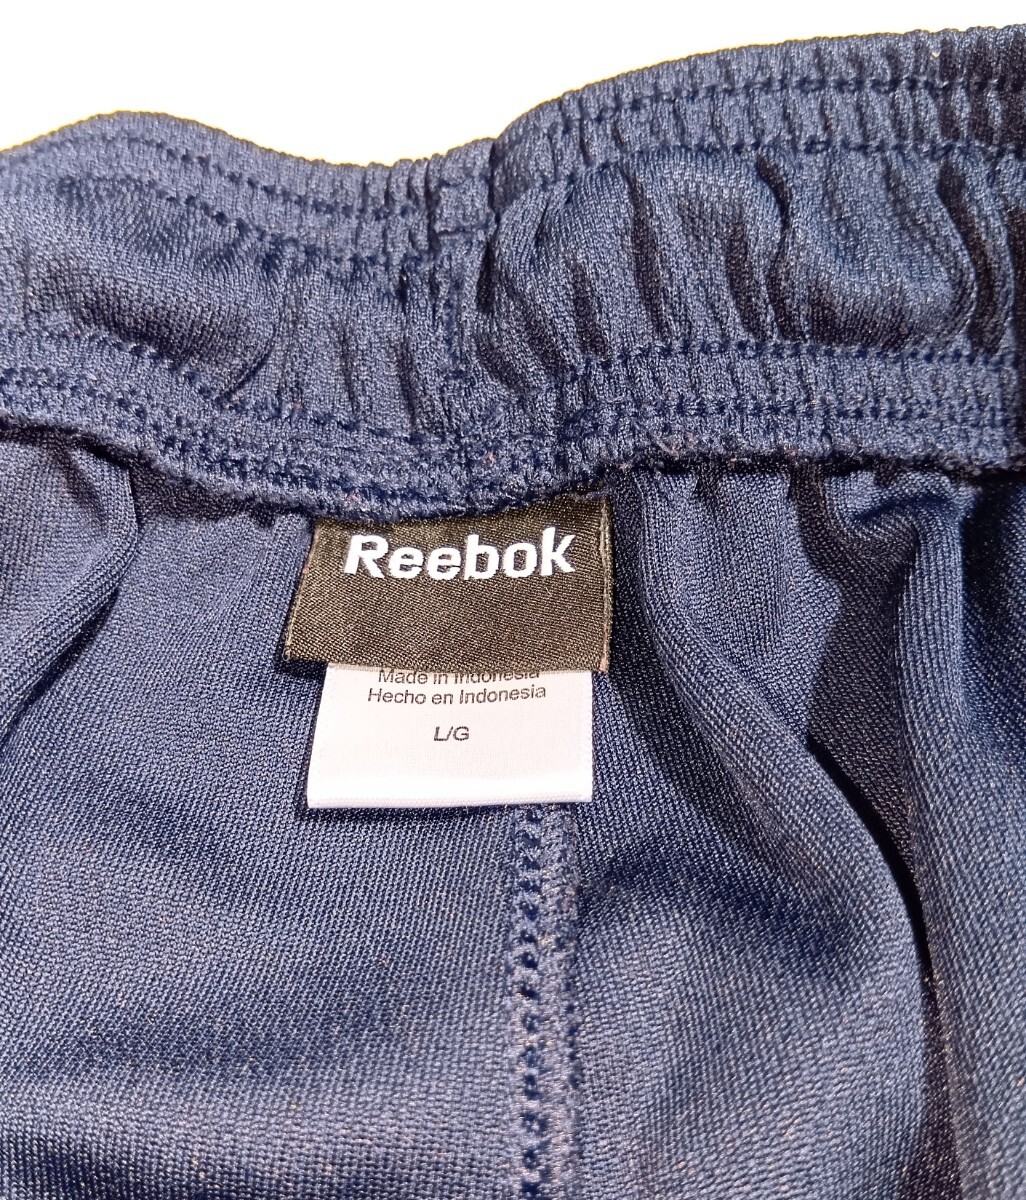 Reebok
Made in Indonesia
Hecho en Indonesia
L/G